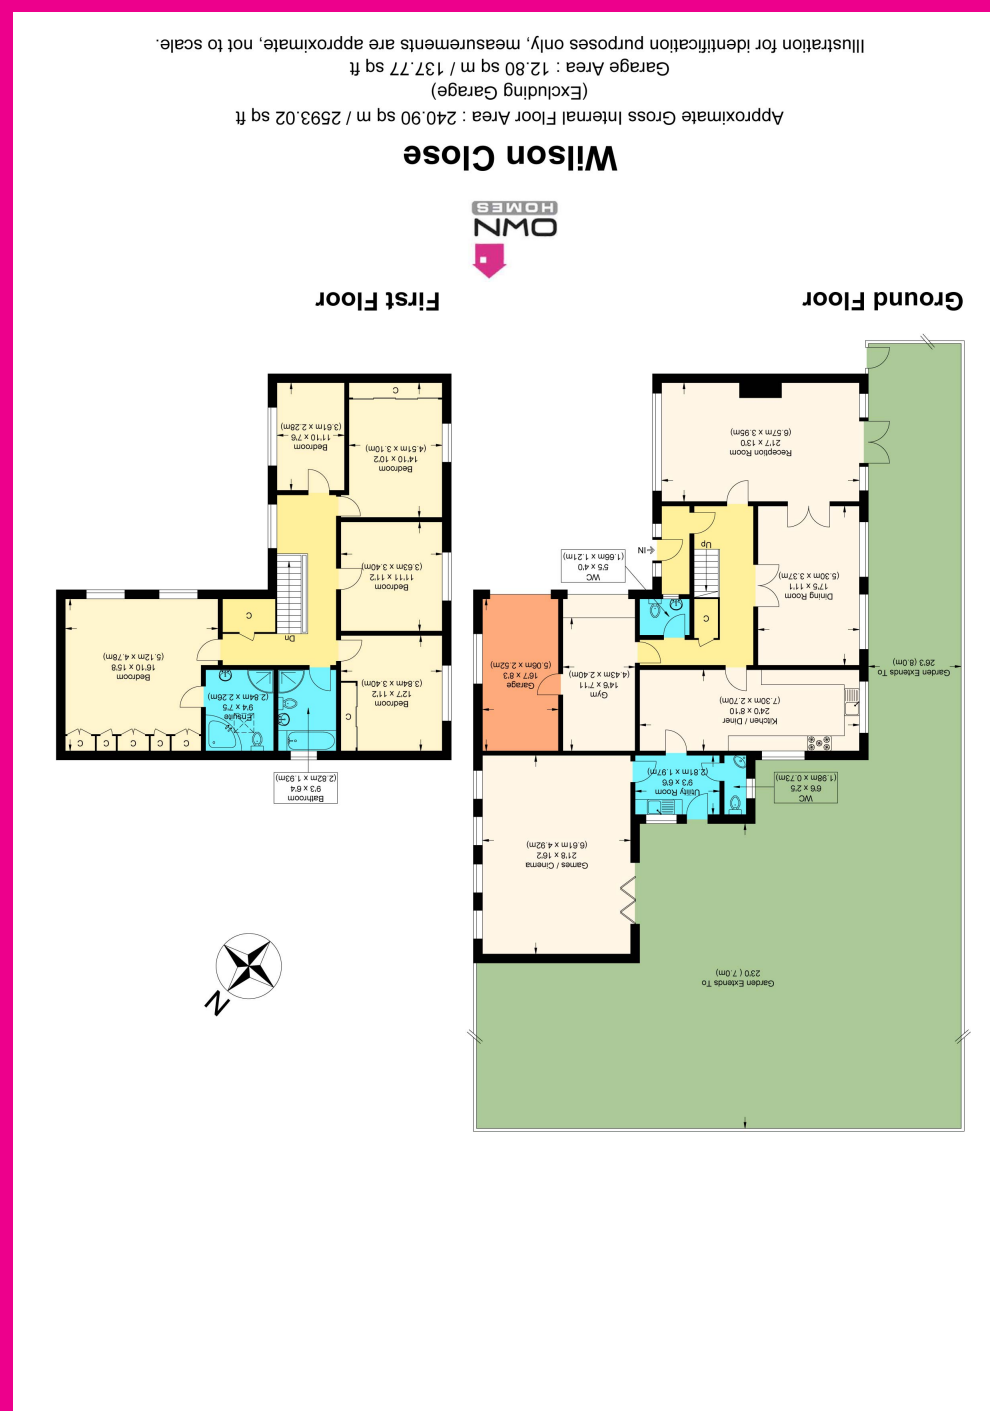 Garden Extends To
23'0 ( 7.0m)
N
Games / Cinema
21'8 x 16'2
(6.61m x 4.92m)
WC
6'6 x 2'5
(1.98m x 0.73m)
Utility Room
9'3 x 6'6
(2.81m x 1.97m)
Kitchen / Diner
24'0 x 8'10
(7.30m x 2.70m)
Gym
14'6 x 7'11
(4.43m x 2.40m)
Garage
16'7 x 8'3
(5.06m x 2.52m)
Garden Extends To
26'3 (8.0m)
Dining Room
17'5 x 11'1
(5.30m x 3.37m)
C
Up
WC
5'5 x 4'0
(1.66m x 1.21m)
IN
Reception Room
21'7 x 13'0
(6.57m x 3.95m)
Bathroom
9'3 x 6'4
(2.82m x 1.93m)
C
C
C
C
C
C
Bedroom
12'7 x 11'2
(3.84m x 3.40m)
Ensuite
9'4 x 7'5
(2.84m x 2.26m)
Bedroom
16'10 x 15'8
(5.12m x 4.78m)
Dn
C
Bedroom
11'11 x 11'2
(3.63m x 3.40m)
Bedroom
14'10 x 10'2
(4.51m x 3.10m)
C
Bedroom
11'10 x 7'6
(3.61m x 2.28m)
Ground Floor
First Floor
OWN
HOMES
Wilson Close
Approximate Gross Internal Floor Area : 240.90 sq m / 2593.02 sq ft
(Excluding Garage)
Garage Area : 12.80 sq m / 137.77 sq ft
Illustration for identification purposes only, measurements are approximate, not to scale.